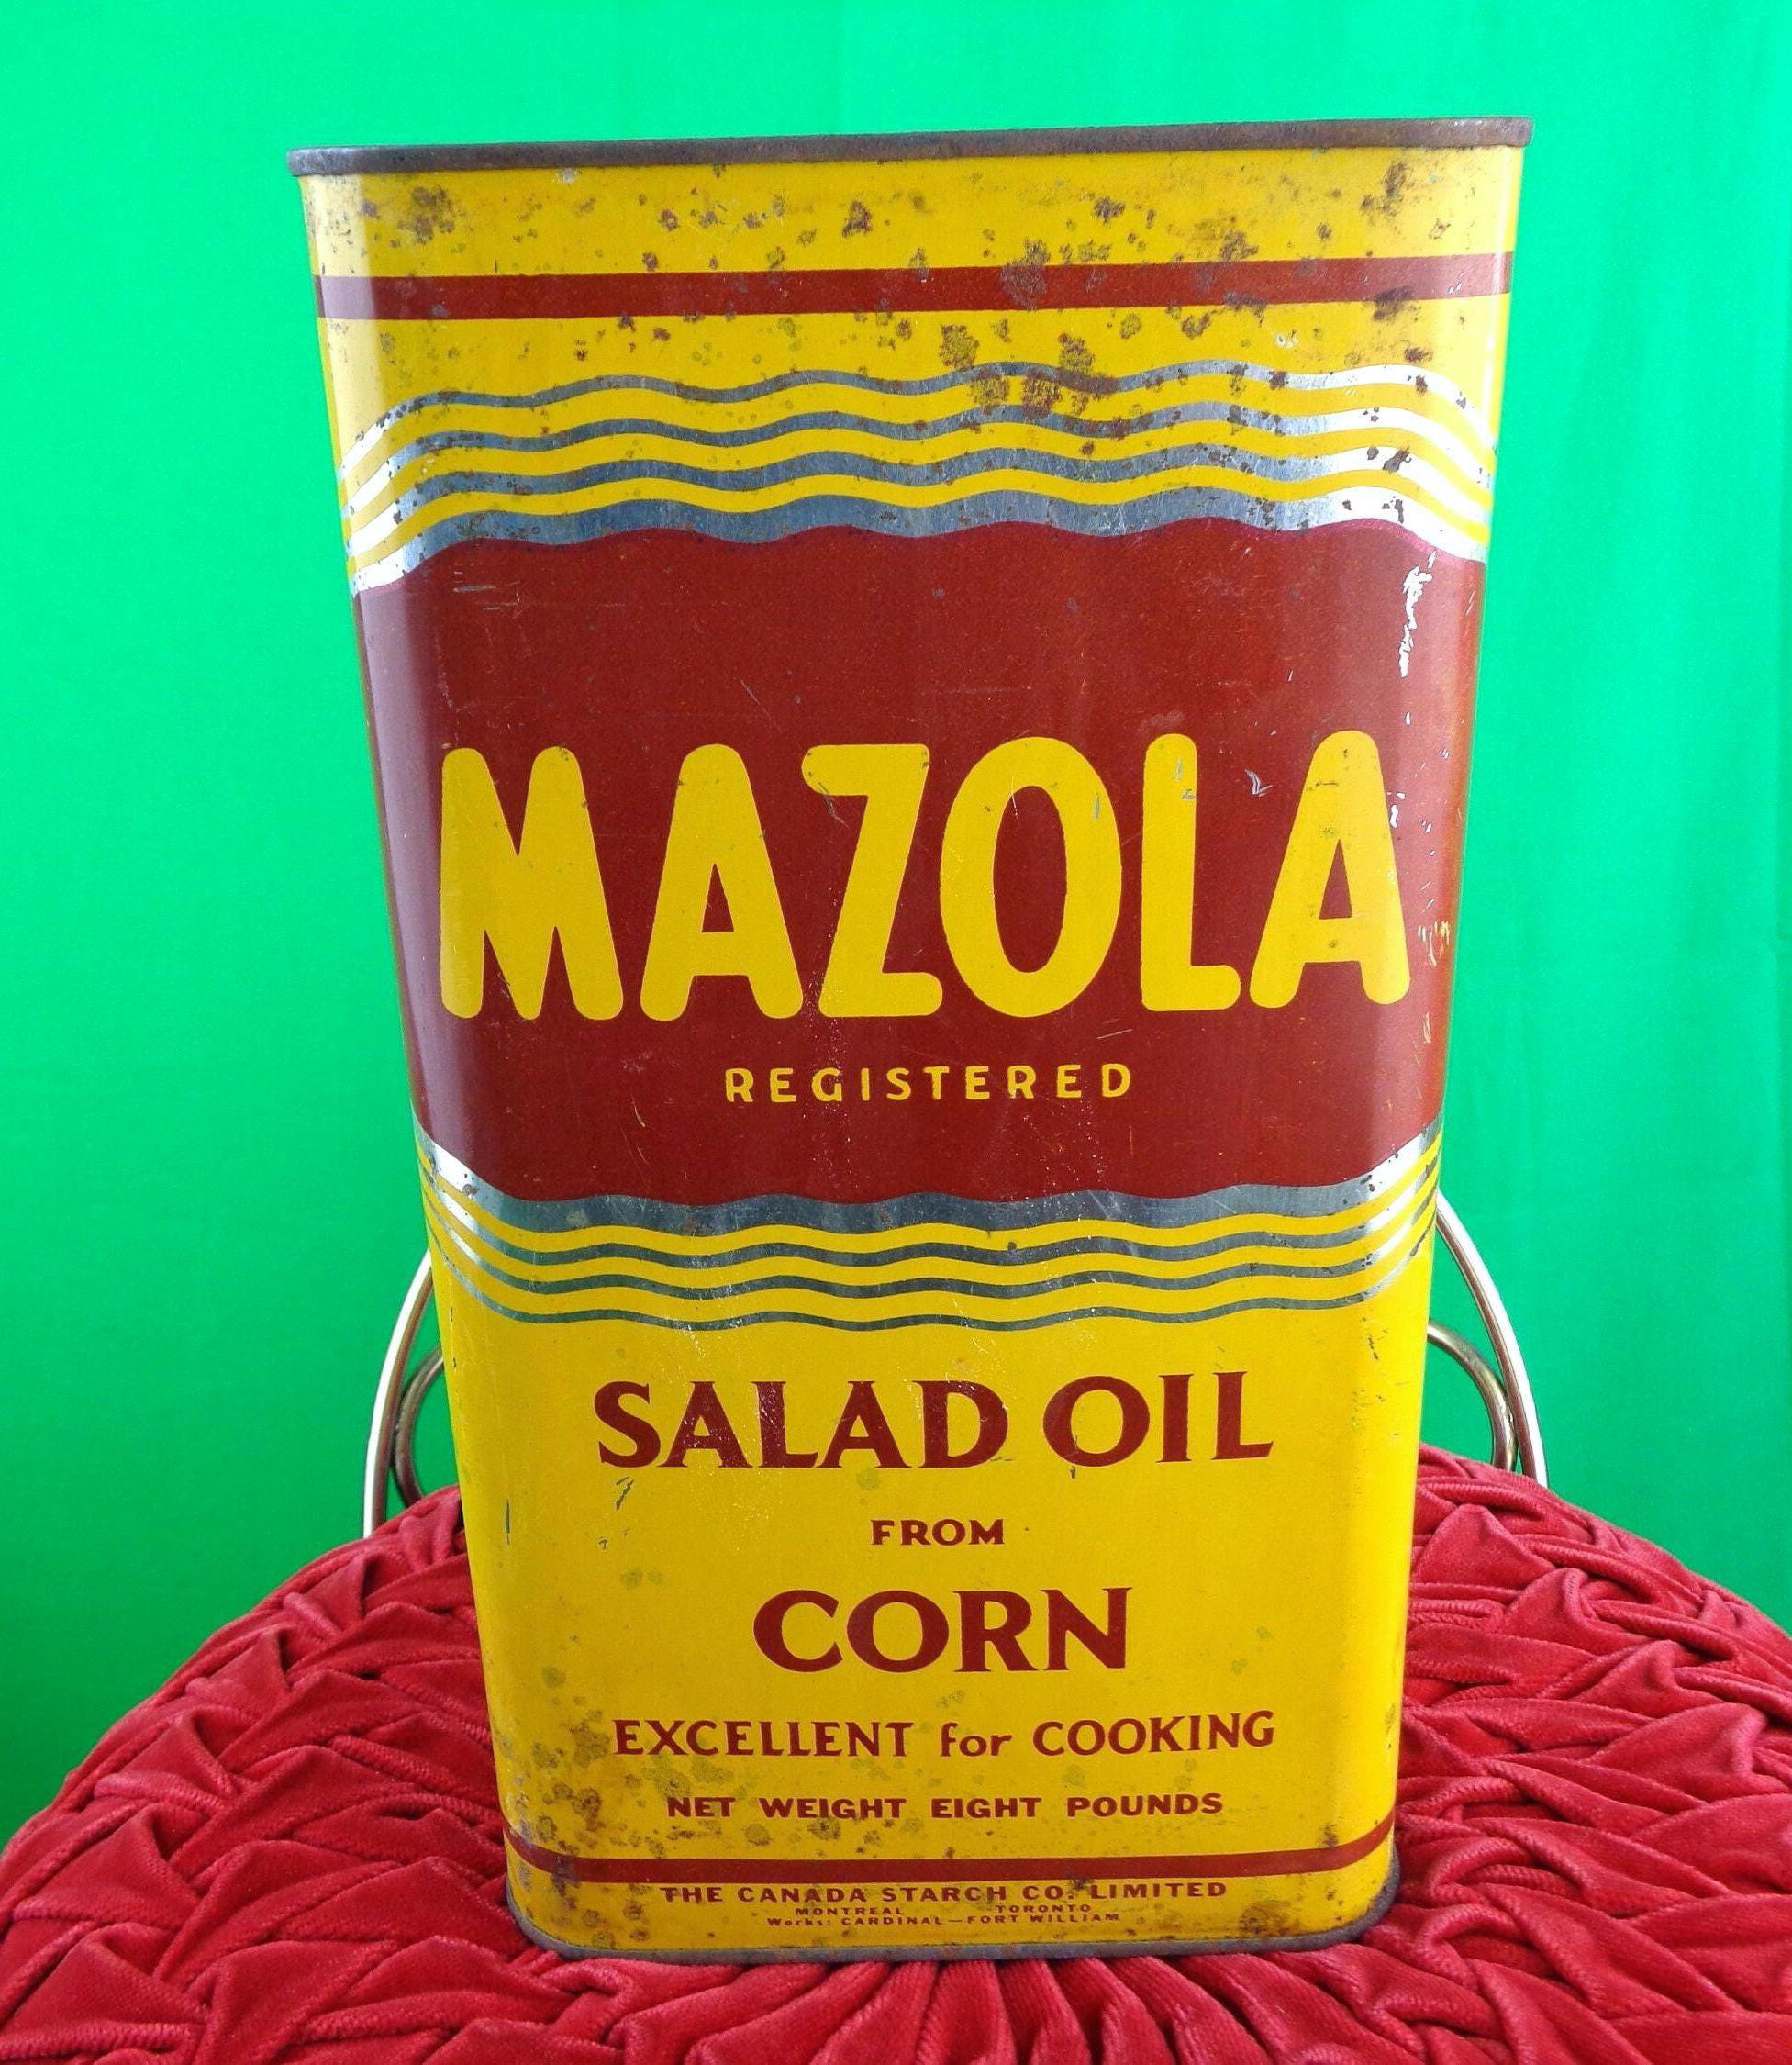 MAZOLA
REGISTERED
SALAD OIL
FROM
CORN
EXCELLENT for COOKING
NET WEIGHT EIGHT POUNDS
THE CANADA STARCH CO. LIMITED
MONTREAL TORONTO
Works: CARDINAL—FORT WILLIAM